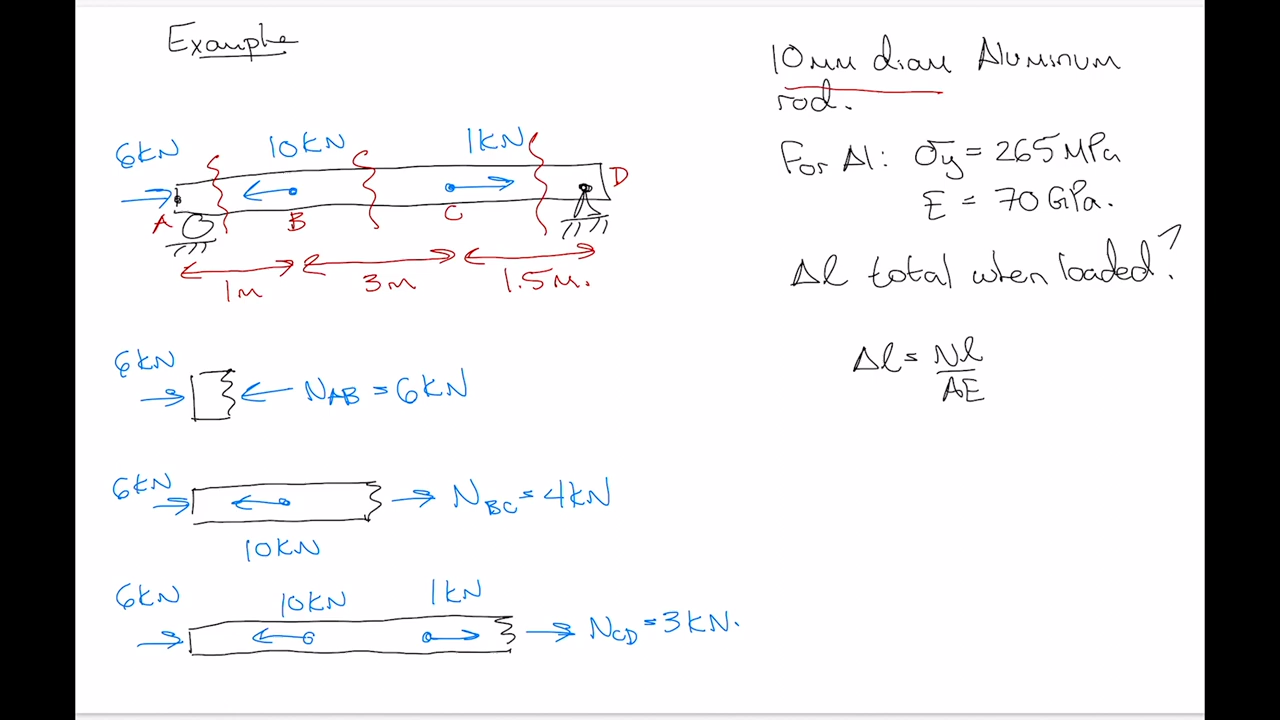 Example
10mm diam Aluminum
rod.
For Al: σy = 265 MPa
E = 70 GPa.
Δl total when loaded?
Δl = Nl
AE
6kN 10kN 1kN
A B C D
1m 3m 1.5m.
6kN
NAB = 6kN
6kN
NBC = 4kN
10kN
6kN 10kN 1kN
NCD = 3kN.